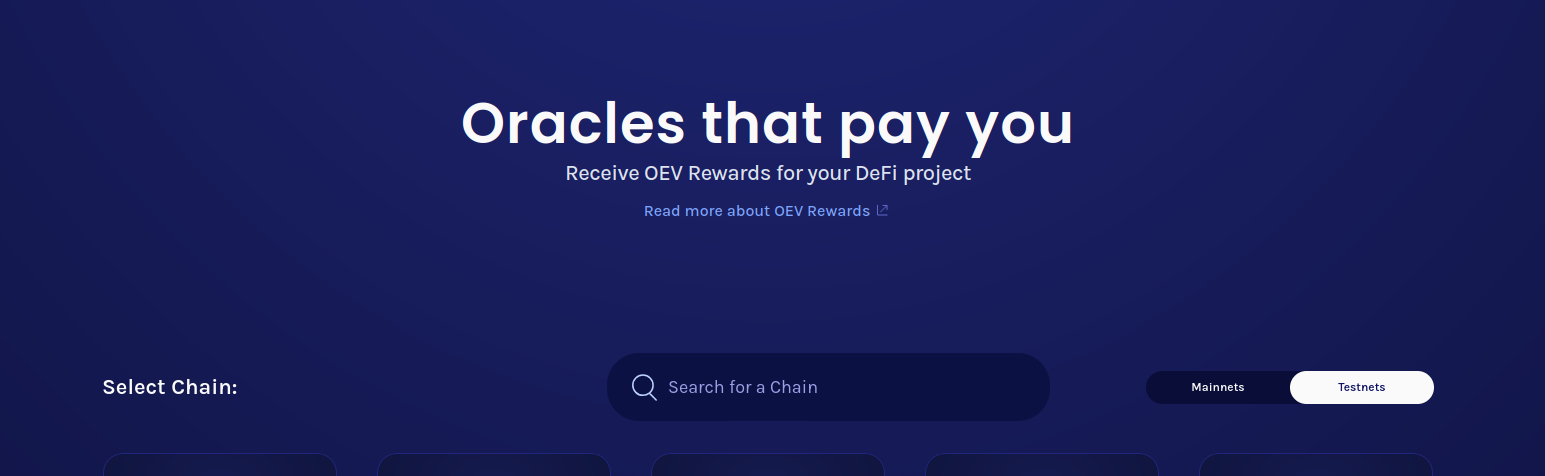 Oracles that pay you
Receive OEV Rewards for your DeFi project
Read more about OEV Rewards
Select Chain:
Search for a Chain
Mainnets
Testnets